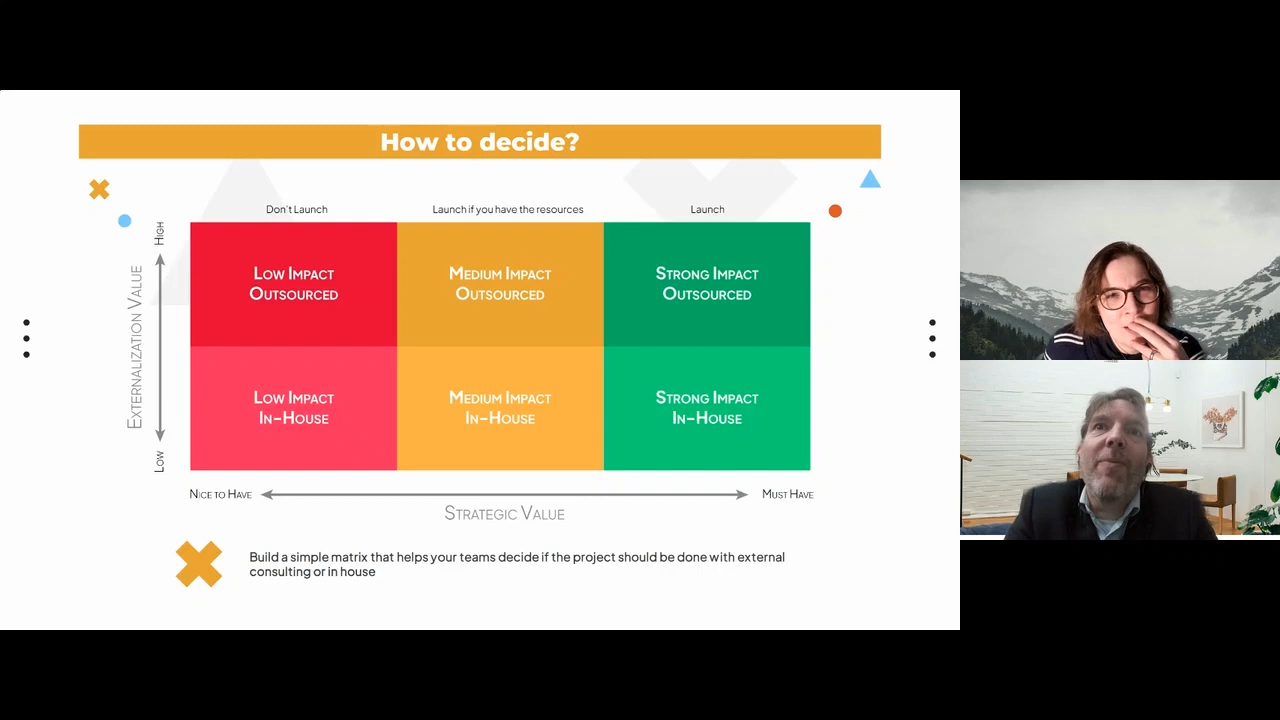 How to decide?
Don't Launch
Launch if you have the resources
Launch
High
Externalization Value
Low
Low Impact
Outsourced
Medium Impact
Outsourced
Strong Impact
Outsourced
Low Impact
In-House
Medium Impact
In-House
Strong Impact
In-House
Nice to Have
Must Have
Strategic Value
Build a simple matrix that helps your teams decide if the project should be done with external
consulting or in house